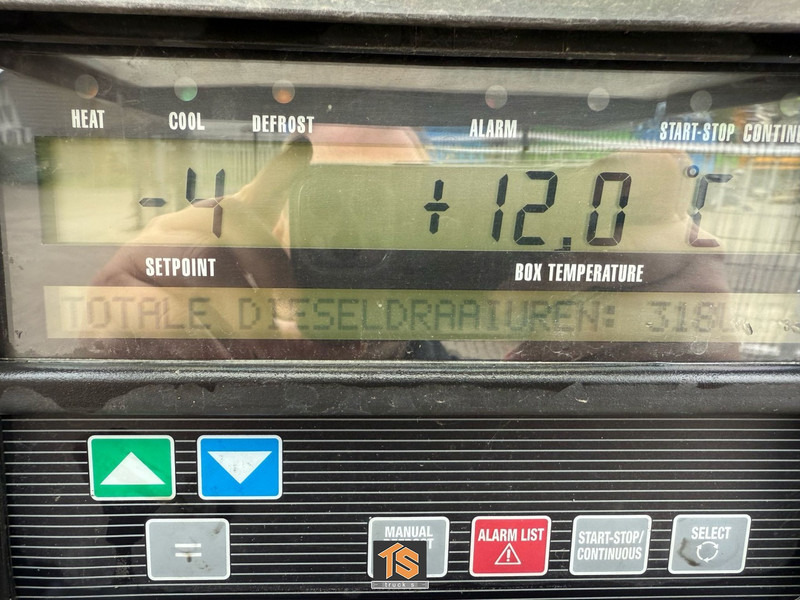 HEAT COOL DEFROST ALARM START-STOP
-4 +12.0 °C
SETPOINT BOX TEMPERATURE
TOTALE DIESELDRAAIUREN:
MANUAL ALARM LIST START-STOP/ SELECT
CONTINUOUS
=
TS